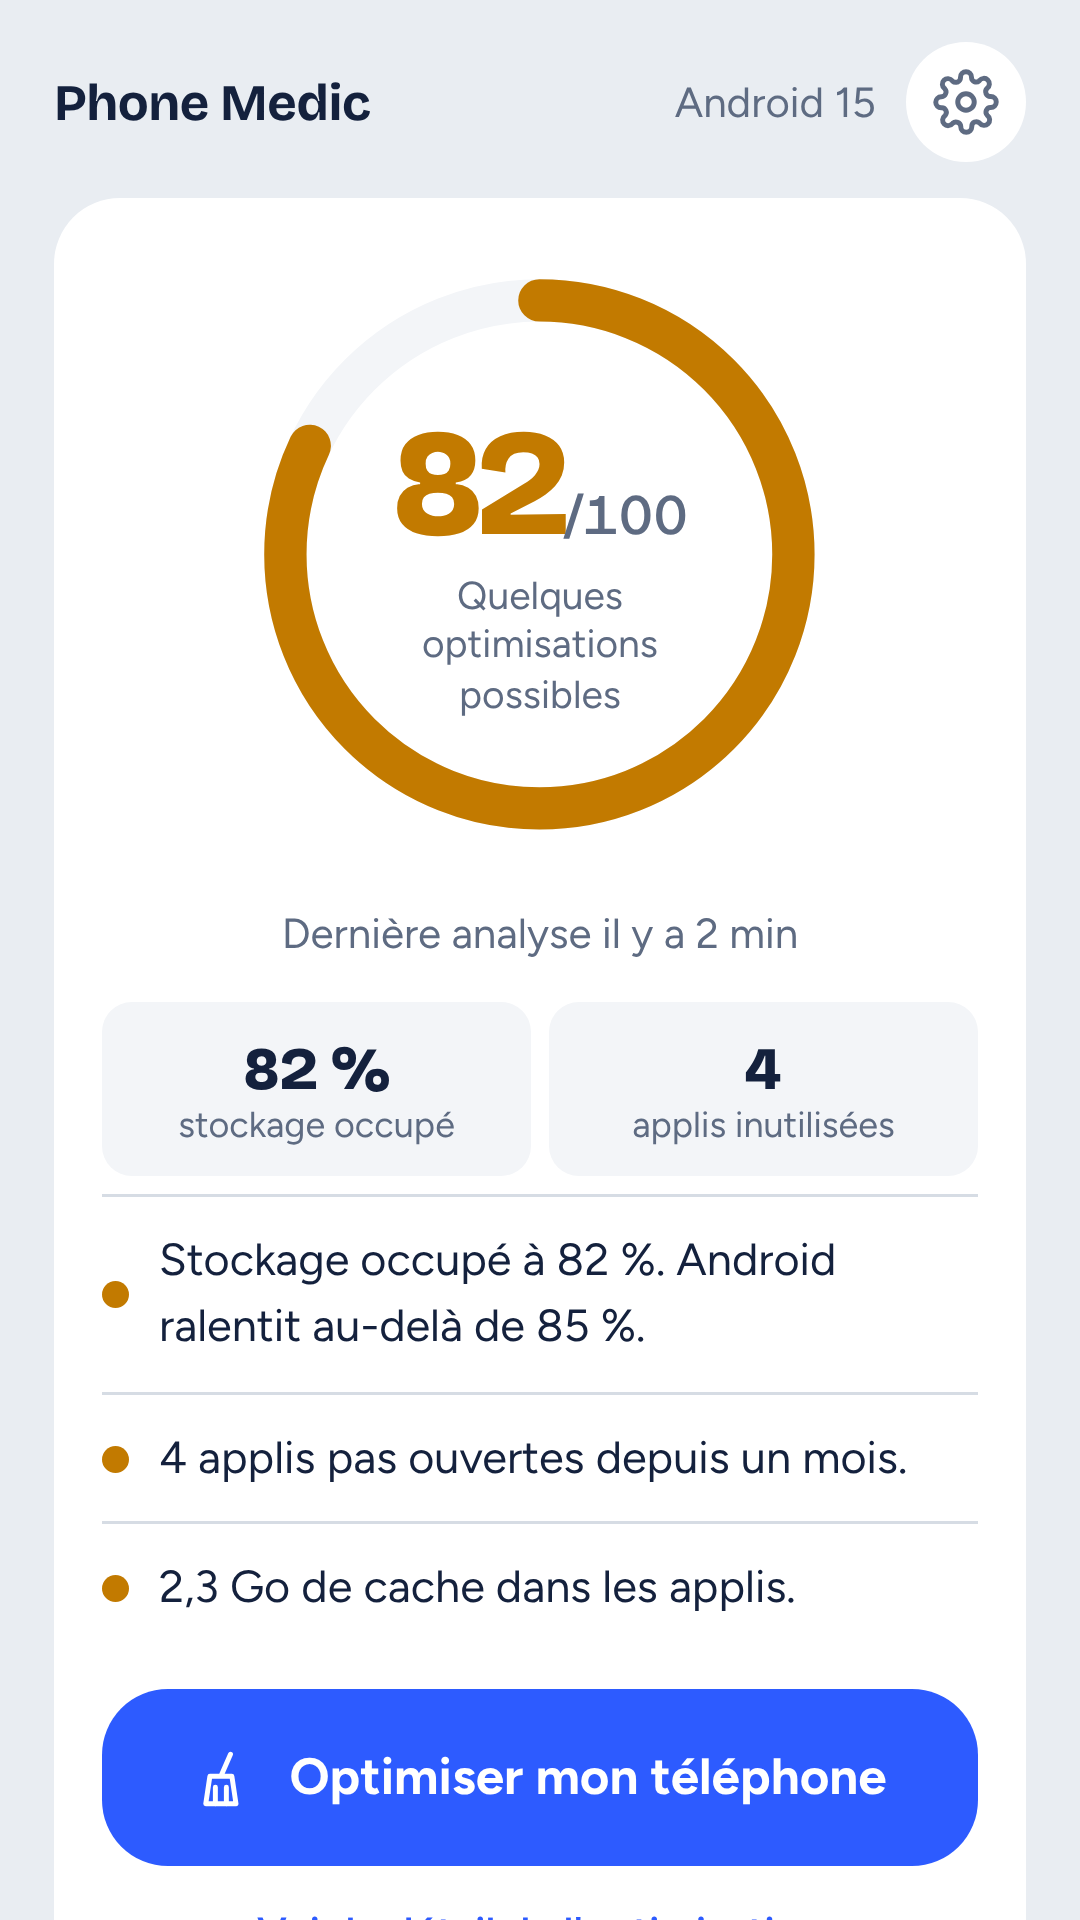 Phone Medic
Android 15
82/100
Quelques
optimisations
possibles
Dernière analyse il y a 2 min
82 %
stockage occupé
4
applis inutilisées
Stockage occupé à 82 %. Android
ralentit au-delà de 85 %.
4 applis pas ouvertes depuis un mois.
2,3 Go de cache dans les applis.
Optimiser mon téléphone